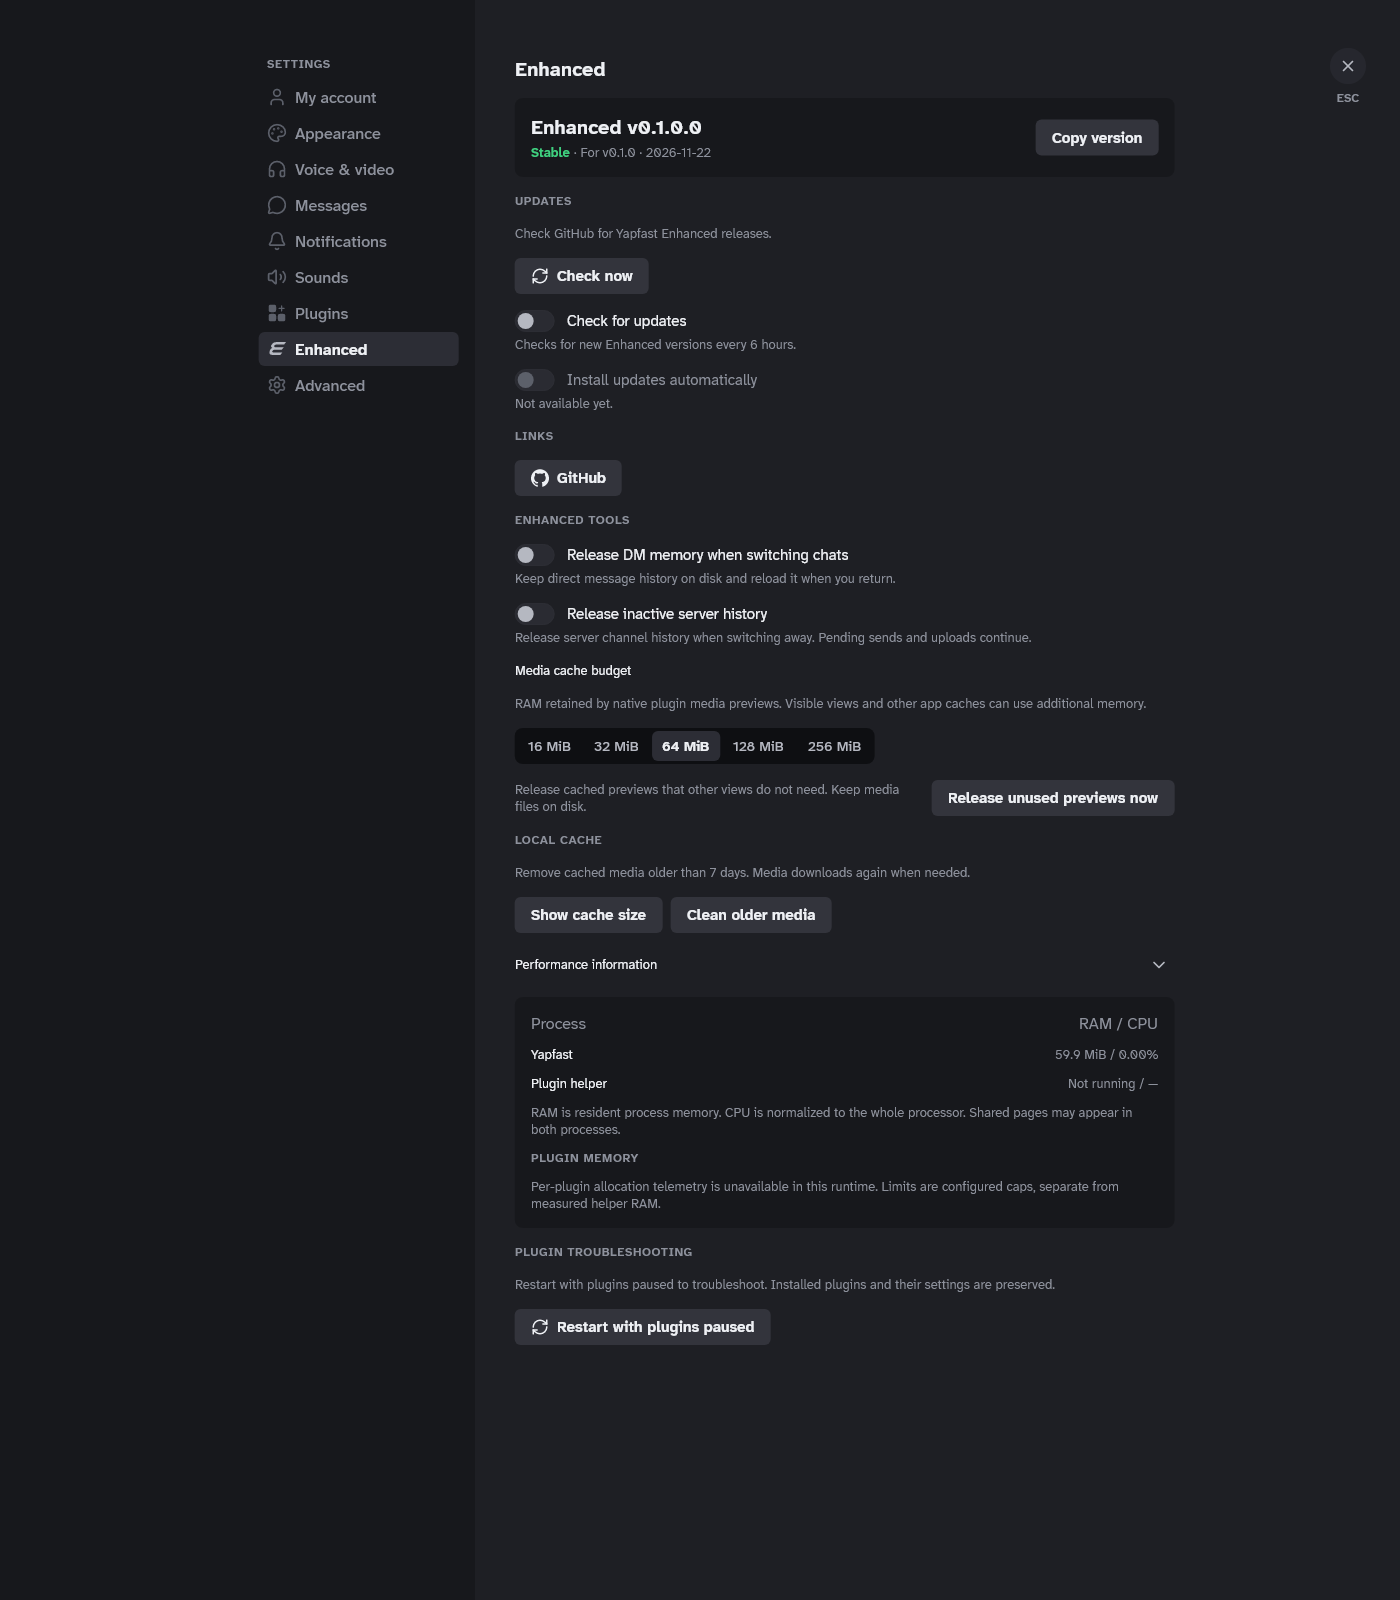 SETTINGS
My account
Appearance
Voice & video
Messages
Notifications
Sounds
Plugins
Enhanced
Advanced
Enhanced
ESC
Enhanced v0.1.0.0
Stable · For v0.1.0 · 2026-11-22
Copy version
UPDATES
Check GitHub for Yapfast Enhanced releases.
Check now
Check for updates
Checks for new Enhanced versions every 6 hours.
Install updates automatically
Not available yet.
LINKS
GitHub
ENHANCED TOOLS
Release DM memory when switching chats
Keep direct message history on disk and reload it when you return.
Release inactive server history
Release server channel history when switching away. Pending sends and uploads continue.
Media cache budget
RAM retained by native plugin media previews. Visible views and other app caches can use additional memory.
16 MiB 32 MiB 64 MiB 128 MiB 256 MiB
Release cached previews that other views do not need. Keep media
files on disk.
Release unused previews now
LOCAL CACHE
Remove cached media older than 7 days. Media downloads again when needed.
Show cache size Clean older media
Performance information
Process RAM / CPU
Yapfast 59.9 MiB / 0.00%
Plugin helper Not running / —
RAM is resident process memory. CPU is normalized to the whole processor. Shared pages may appear in
both processes.
PLUGIN MEMORY
Per-plugin allocation telemetry is unavailable in this runtime. Limits are configured caps, separate from
measured helper RAM.
PLUGIN TROUBLESHOOTING
Restart with plugins paused to troubleshoot. Installed plugins and their settings are preserved.
Restart with plugins paused